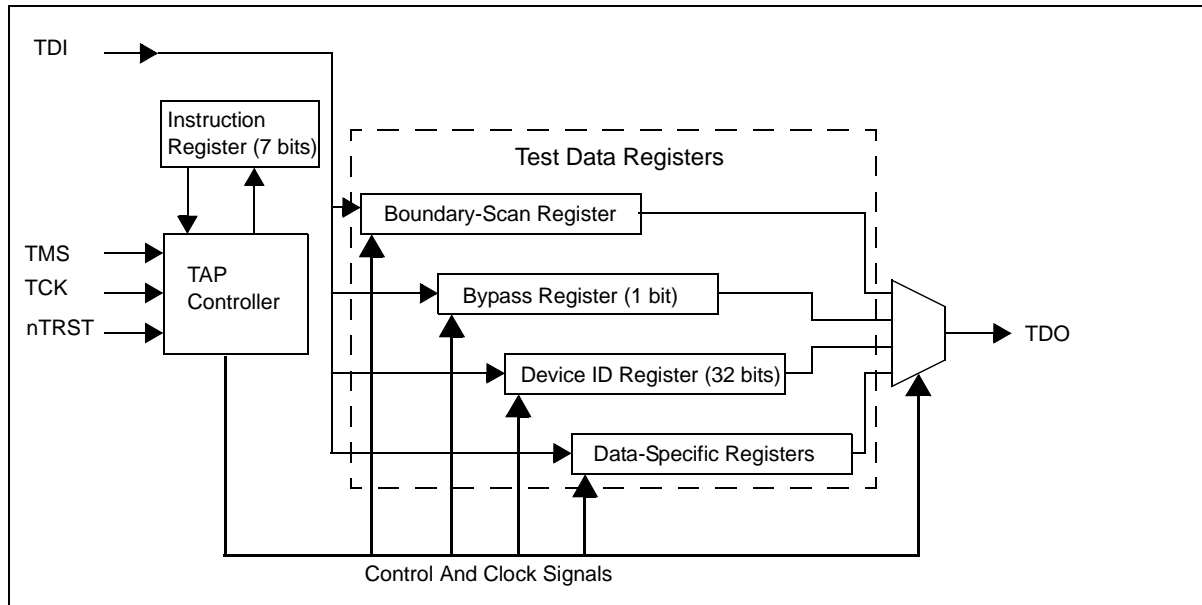 TDI
Instruction
Register (7 bits)
Test Data Registers
Boundary-Scan Register
TMS
TCK
nTRST
TAP
Controller
Bypass Register (1 bit)
TDO
Device ID Register (32 bits)
Data-Specific Registers
Control And Clock Signals